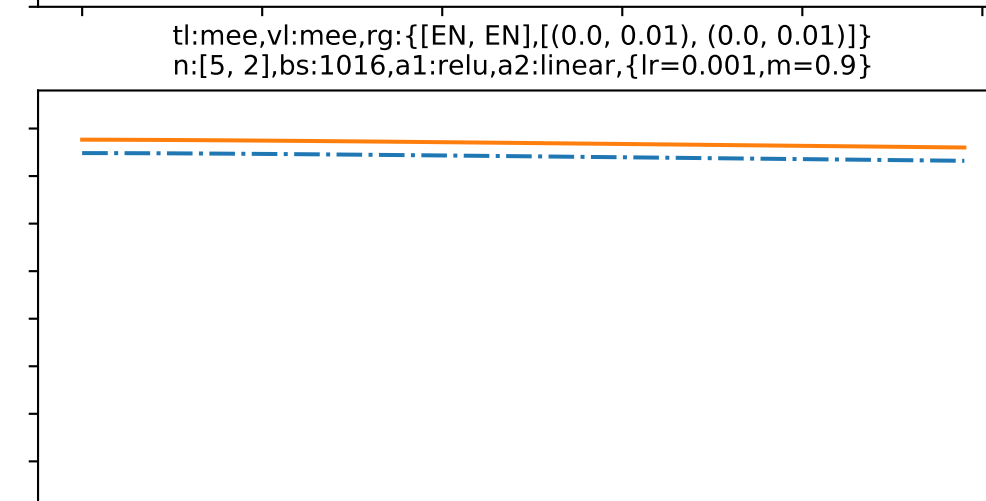 tl:mee,vl:mee,rg:{[EN, EN],[(0.0, 0.01), (0.0, 0.01)]}
n:[5, 2],bs:1016,a1:relu,a2:linear,{lr=0.001,m=0.9}